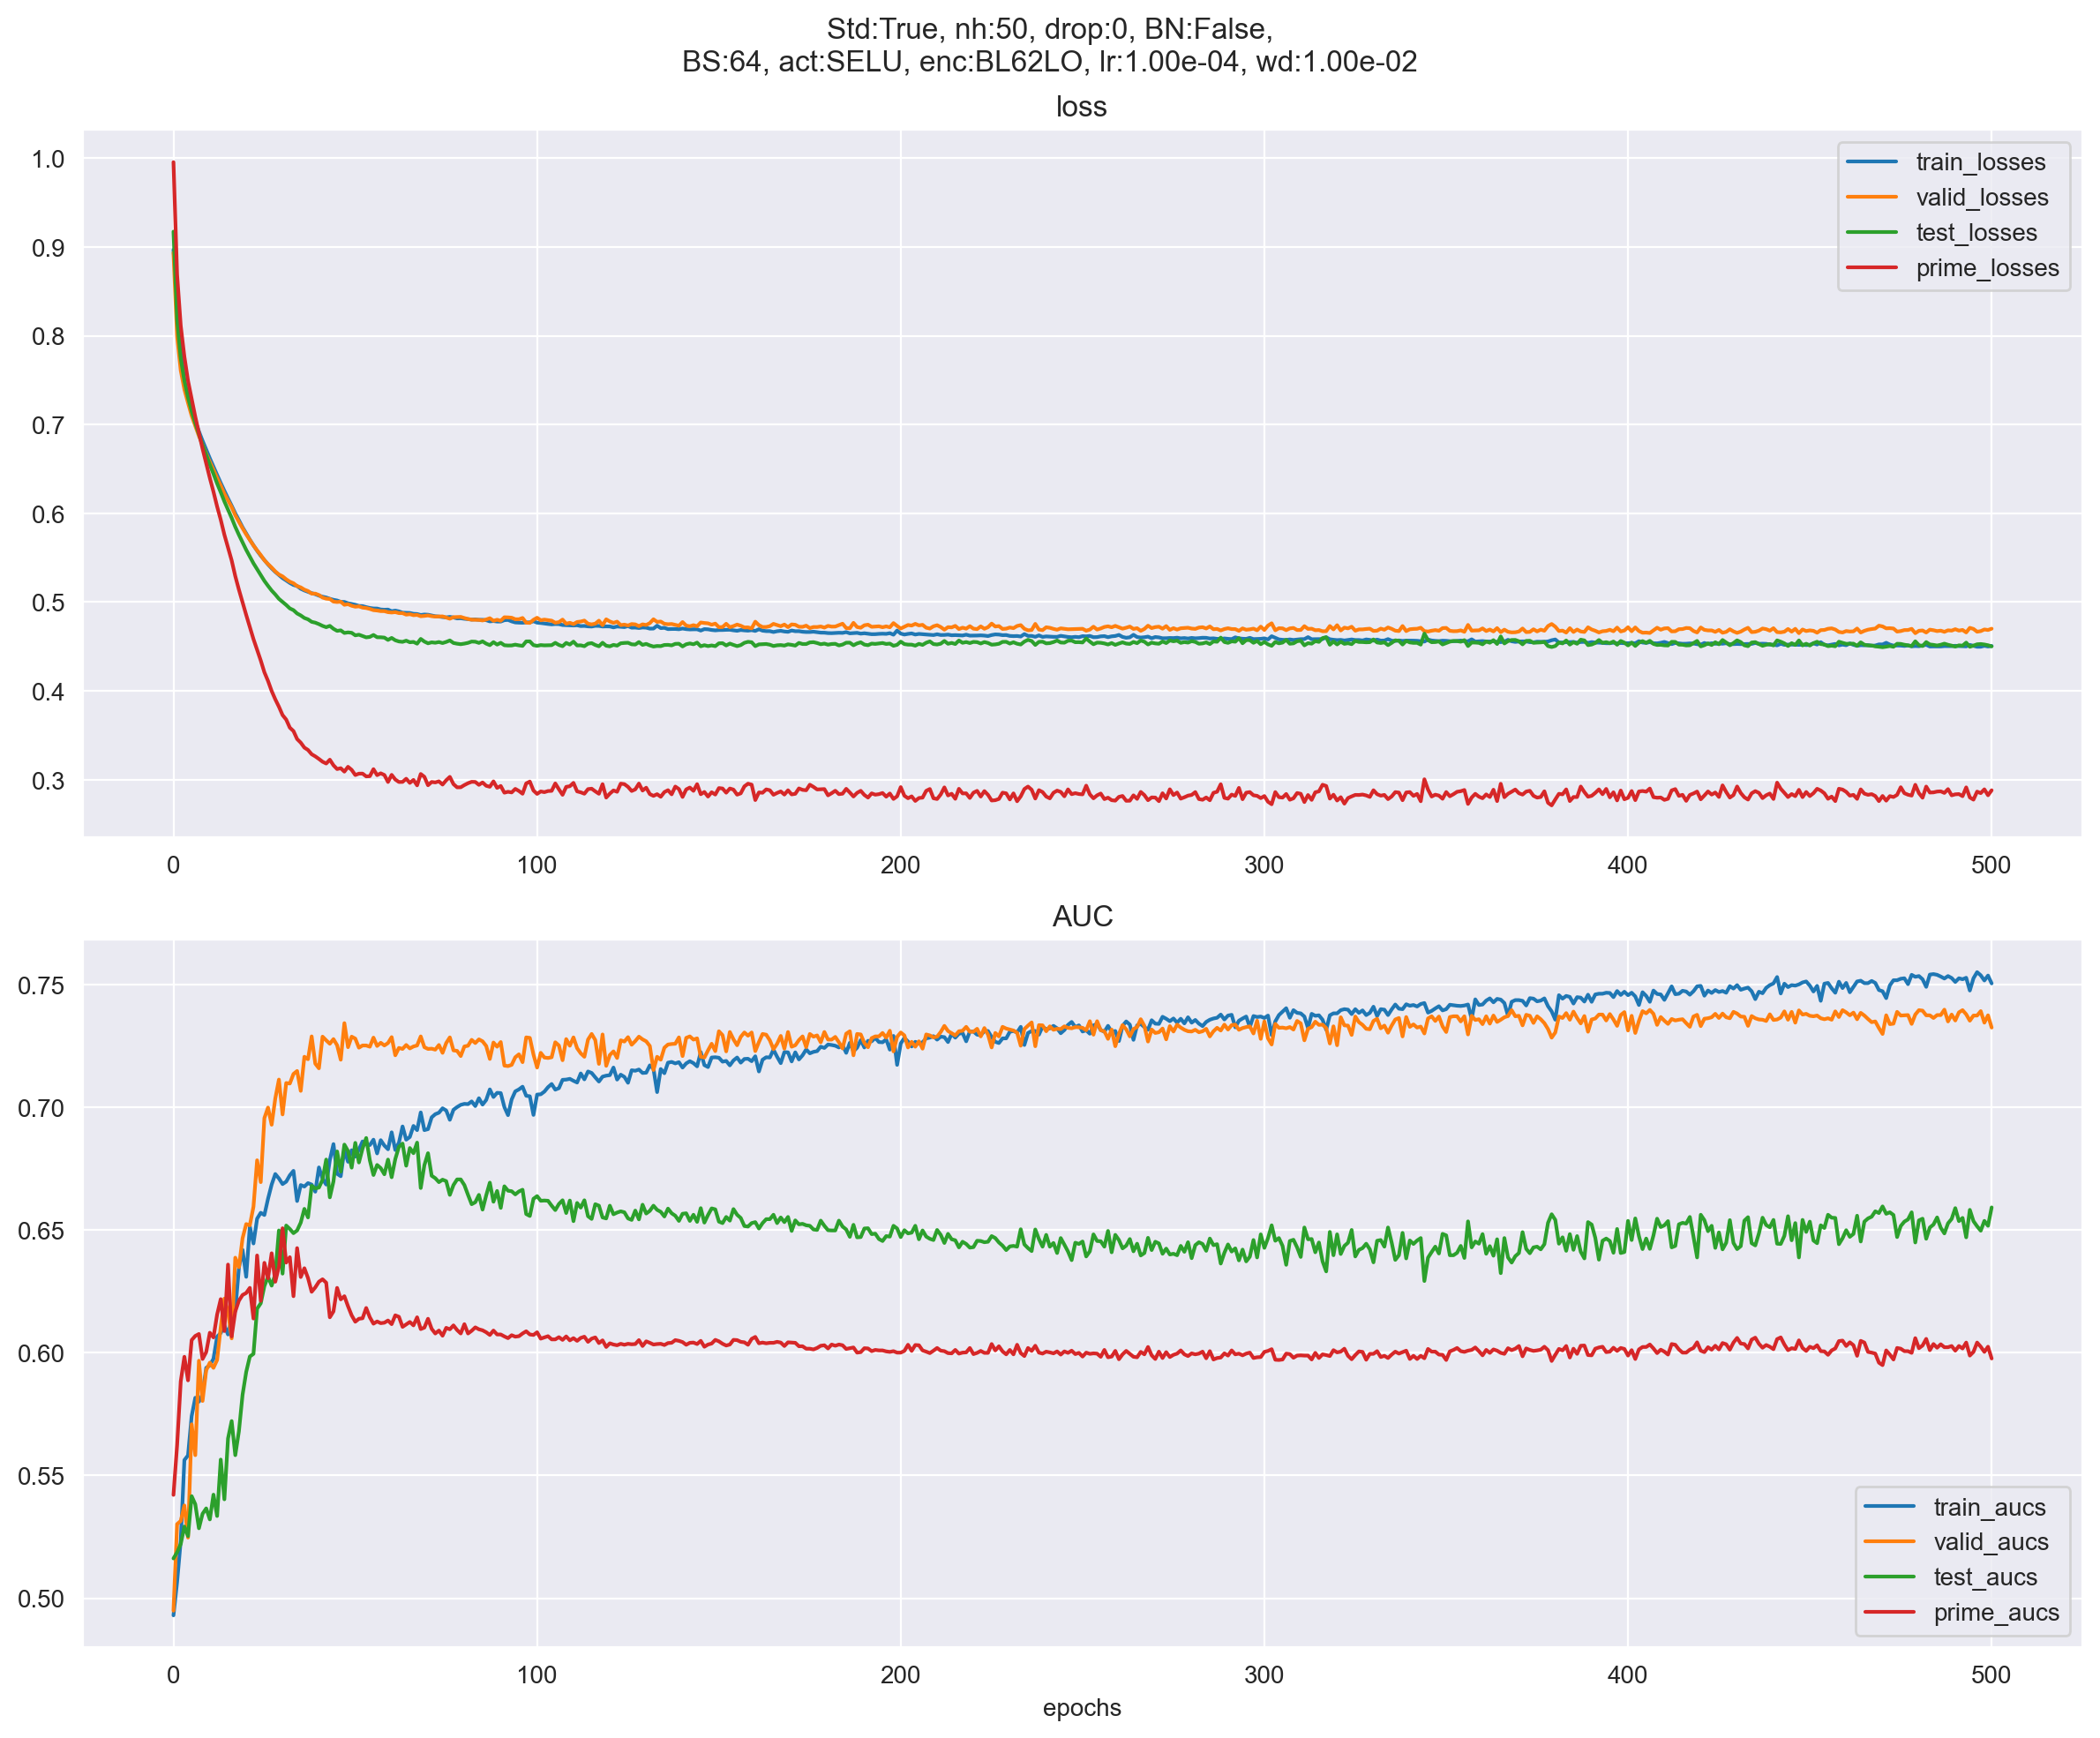 Std:True, nh:50, drop:0, BN:False,
BS:64, act:SELU, enc:BL62LO, lr:1.00e-04, wd:1.00e-02
loss
1.0
0.9
0.8
0.7
0.6
0.5
0.4
0.3
train_losses
valid_losses
test_losses
prime_losses
0 100 200 300 400 500
AUC
0.75
0.70
0.65
0.60
0.55
0.50
train_aucs
valid_aucs
test_aucs
prime_aucs
0 100 200 300 400 500
epochs